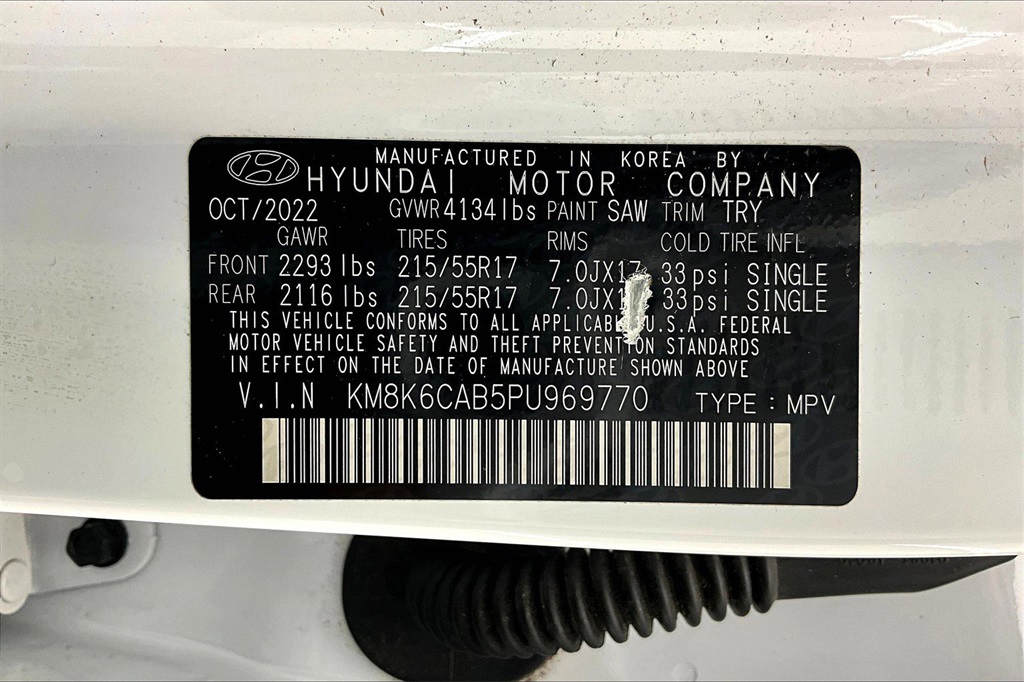 MANUFACTURED IN KOREA BY
HYUNDAI MOTOR COMPANY
OCT/2022 GVWR 4134lbs PAINT SAW TRIM TRY
GAWR TIRES RIMS COLD TIRE INFL
FRONT 2293 lbs 215/55R17 7.0JX17 33psi SINGLE
REAR 2116 lbs 215/55R17 33psi SINGLE
THIS VEHICLE CONFORMS TO ALL U.S.A. FEDERAL
MOTOR VEHICLE SAFETY AND THEFT PREVENTION STANDARDS
IN EFFECT ON THE DATE OF MANUFACTURE SHOWN ABOVE
V.I.N KM8K6CAB5PU969770 TYPE : MPV